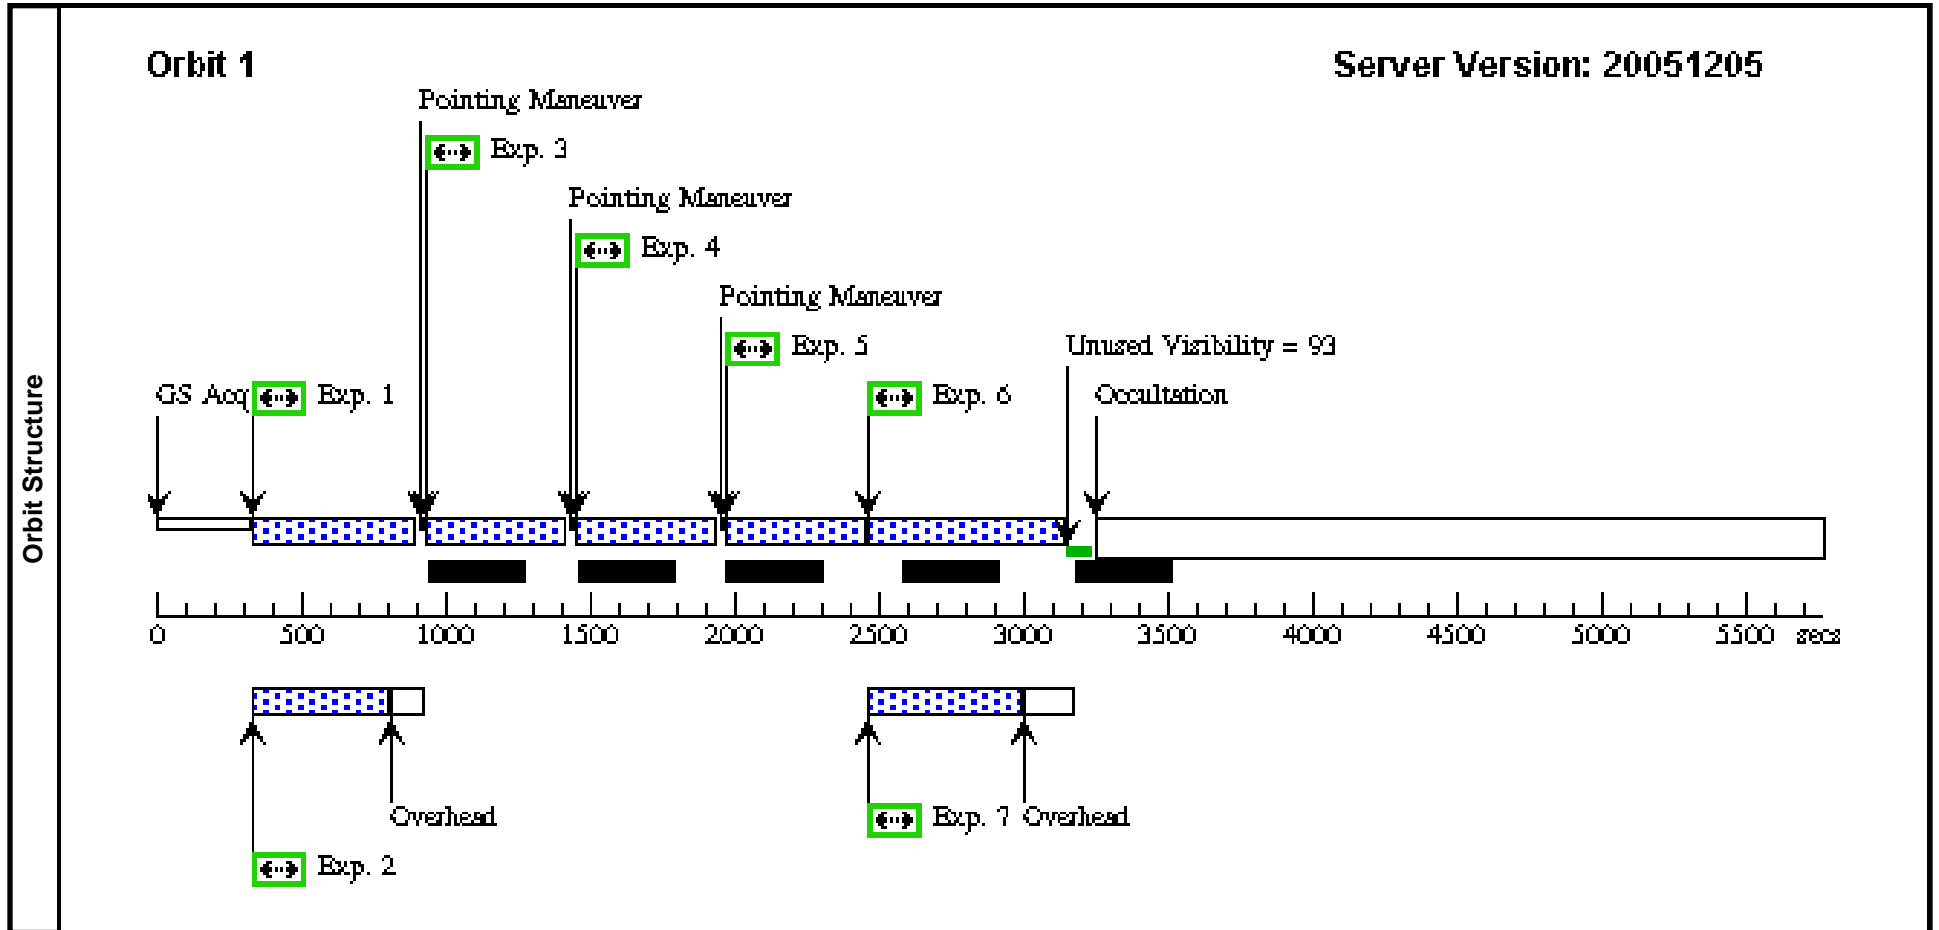 Orbit 1
Server Version: 20051205
Pointing Maneuver
Exp. 3
Pointing Maneuver
Exp. 4
Pointing Maneuver
Exp. 5
Unused Visibility = 93
GS Acq
Exp. 1
Exp. 6
Occultation
Orbit Structure
0 500 1000 1500 2000 2500 3000 3500 4000 4500 5000 5500 secs
Overhead
Exp. 7
Overhead
Exp. 2